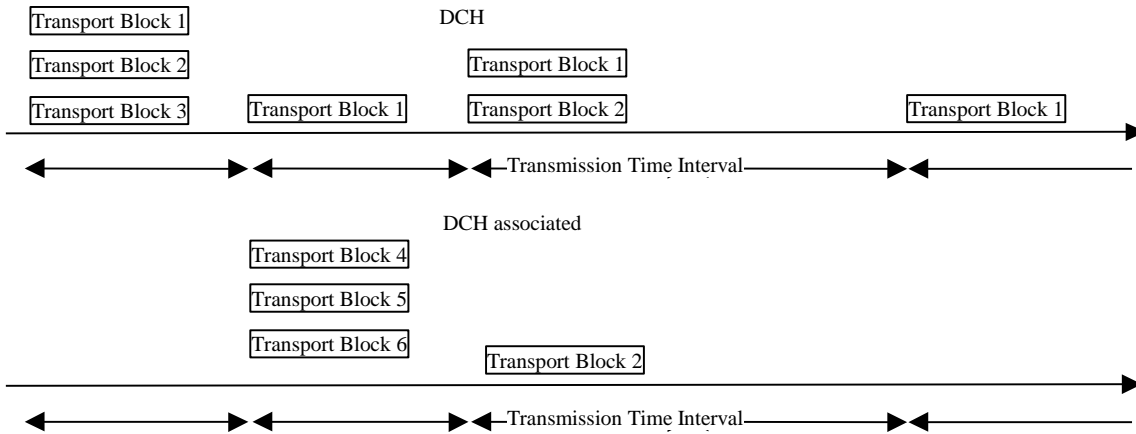 Transport Block 1
DCH
Transport Block 2
Transport Block 1
Transport Block 3
Transport Block 1
Transport Block 2
Transport Block 1
Transmission Time Interval
DCH associated
Transport Block 4
Transport Block 5
Transport Block 6
Transport Block 2
Transmission Time Interval